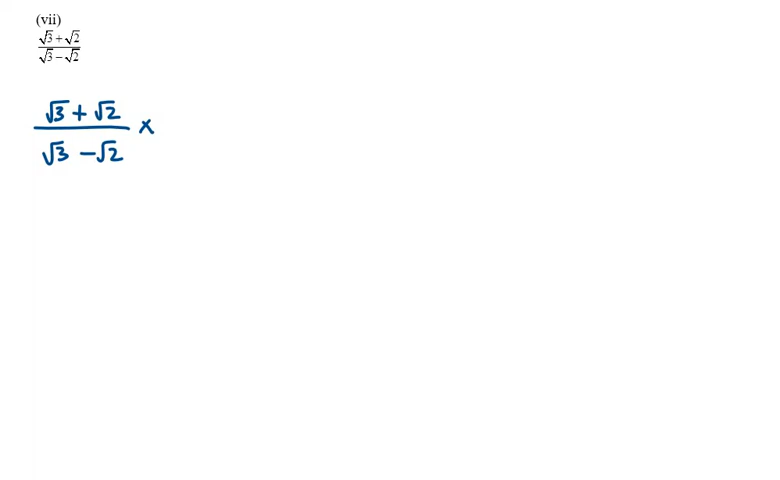 (vii)
√3 + √2
√3 − √2
√3 + √2
√3 − √2 ×